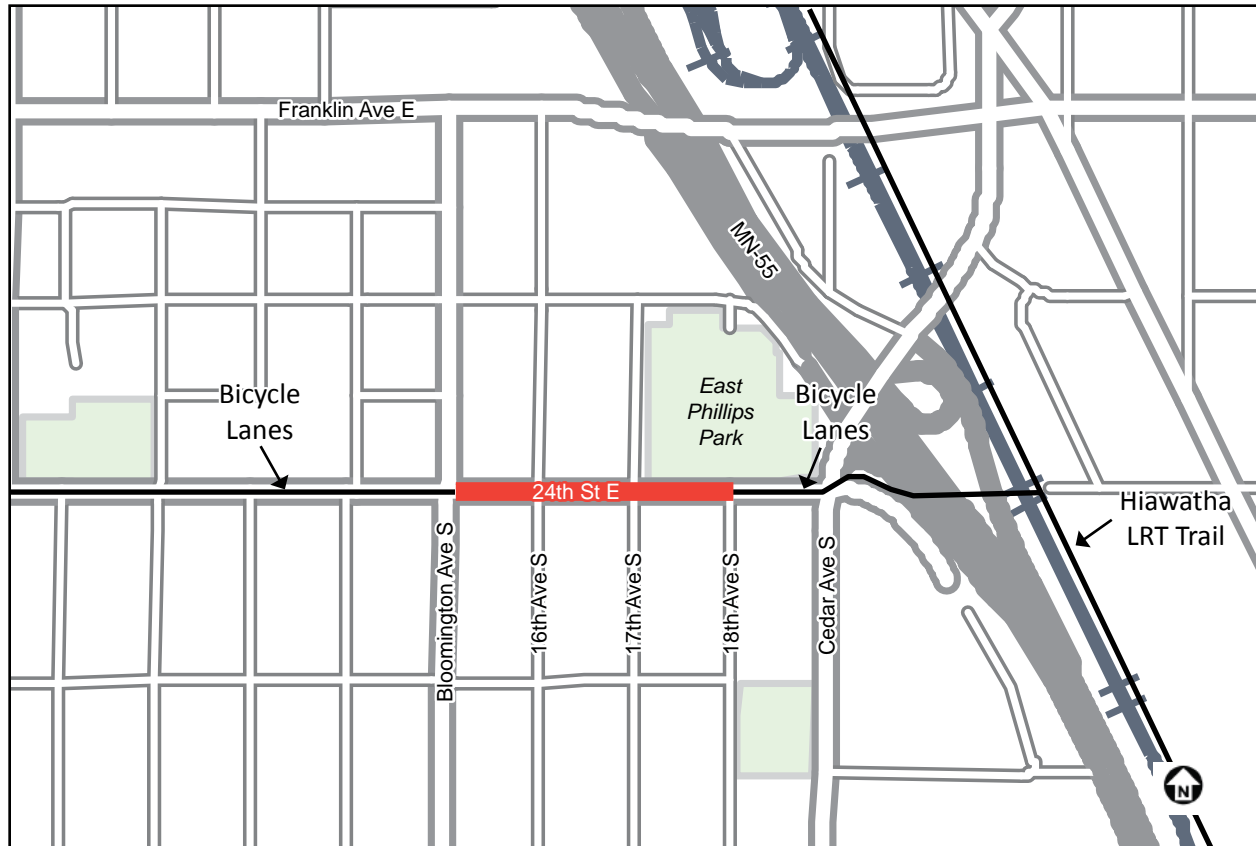 Franklin Ave E
MN-55
Bicycle
Lanes
East
Phillips
Park
Bicycle
Lanes
24th St E
Hiawatha
LRT Trail
Bloomington Ave S
16th Ave S
17th Ave S
18th Ave S
Cedar Ave S
N